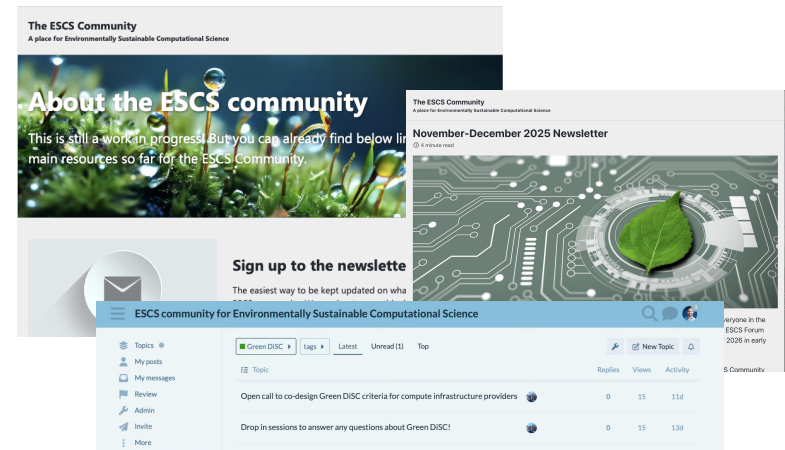 The ESCS Community
A place for Environmentally Sustainable Computational Science
About the ESCS community
This is still a work in progress! But you can already find below
main resources so far for the ESCS Community.
Sign up to the
The easiest way to be kept updated on
The ESCS Community
A place for Environmentally Sustainable Computational Science
November-December 2025 Newsletter
4 minute read
in the
ESCS Forum
2026 in early
Community
ESCS community for Environmentally Sustainable Computational Science
Topics
My posts
My messages
Review
Admin
Invite
More
Green DiSC
tags
Latest
Unread (1)
Top
New Topic
Topic
Replies
Views
Activity
Open call to co-design Green DiSC criteria for compute infrastructure providers
0
15
11d
Drop in sessions to answer any questions about Green DiSC!
0
15
13d